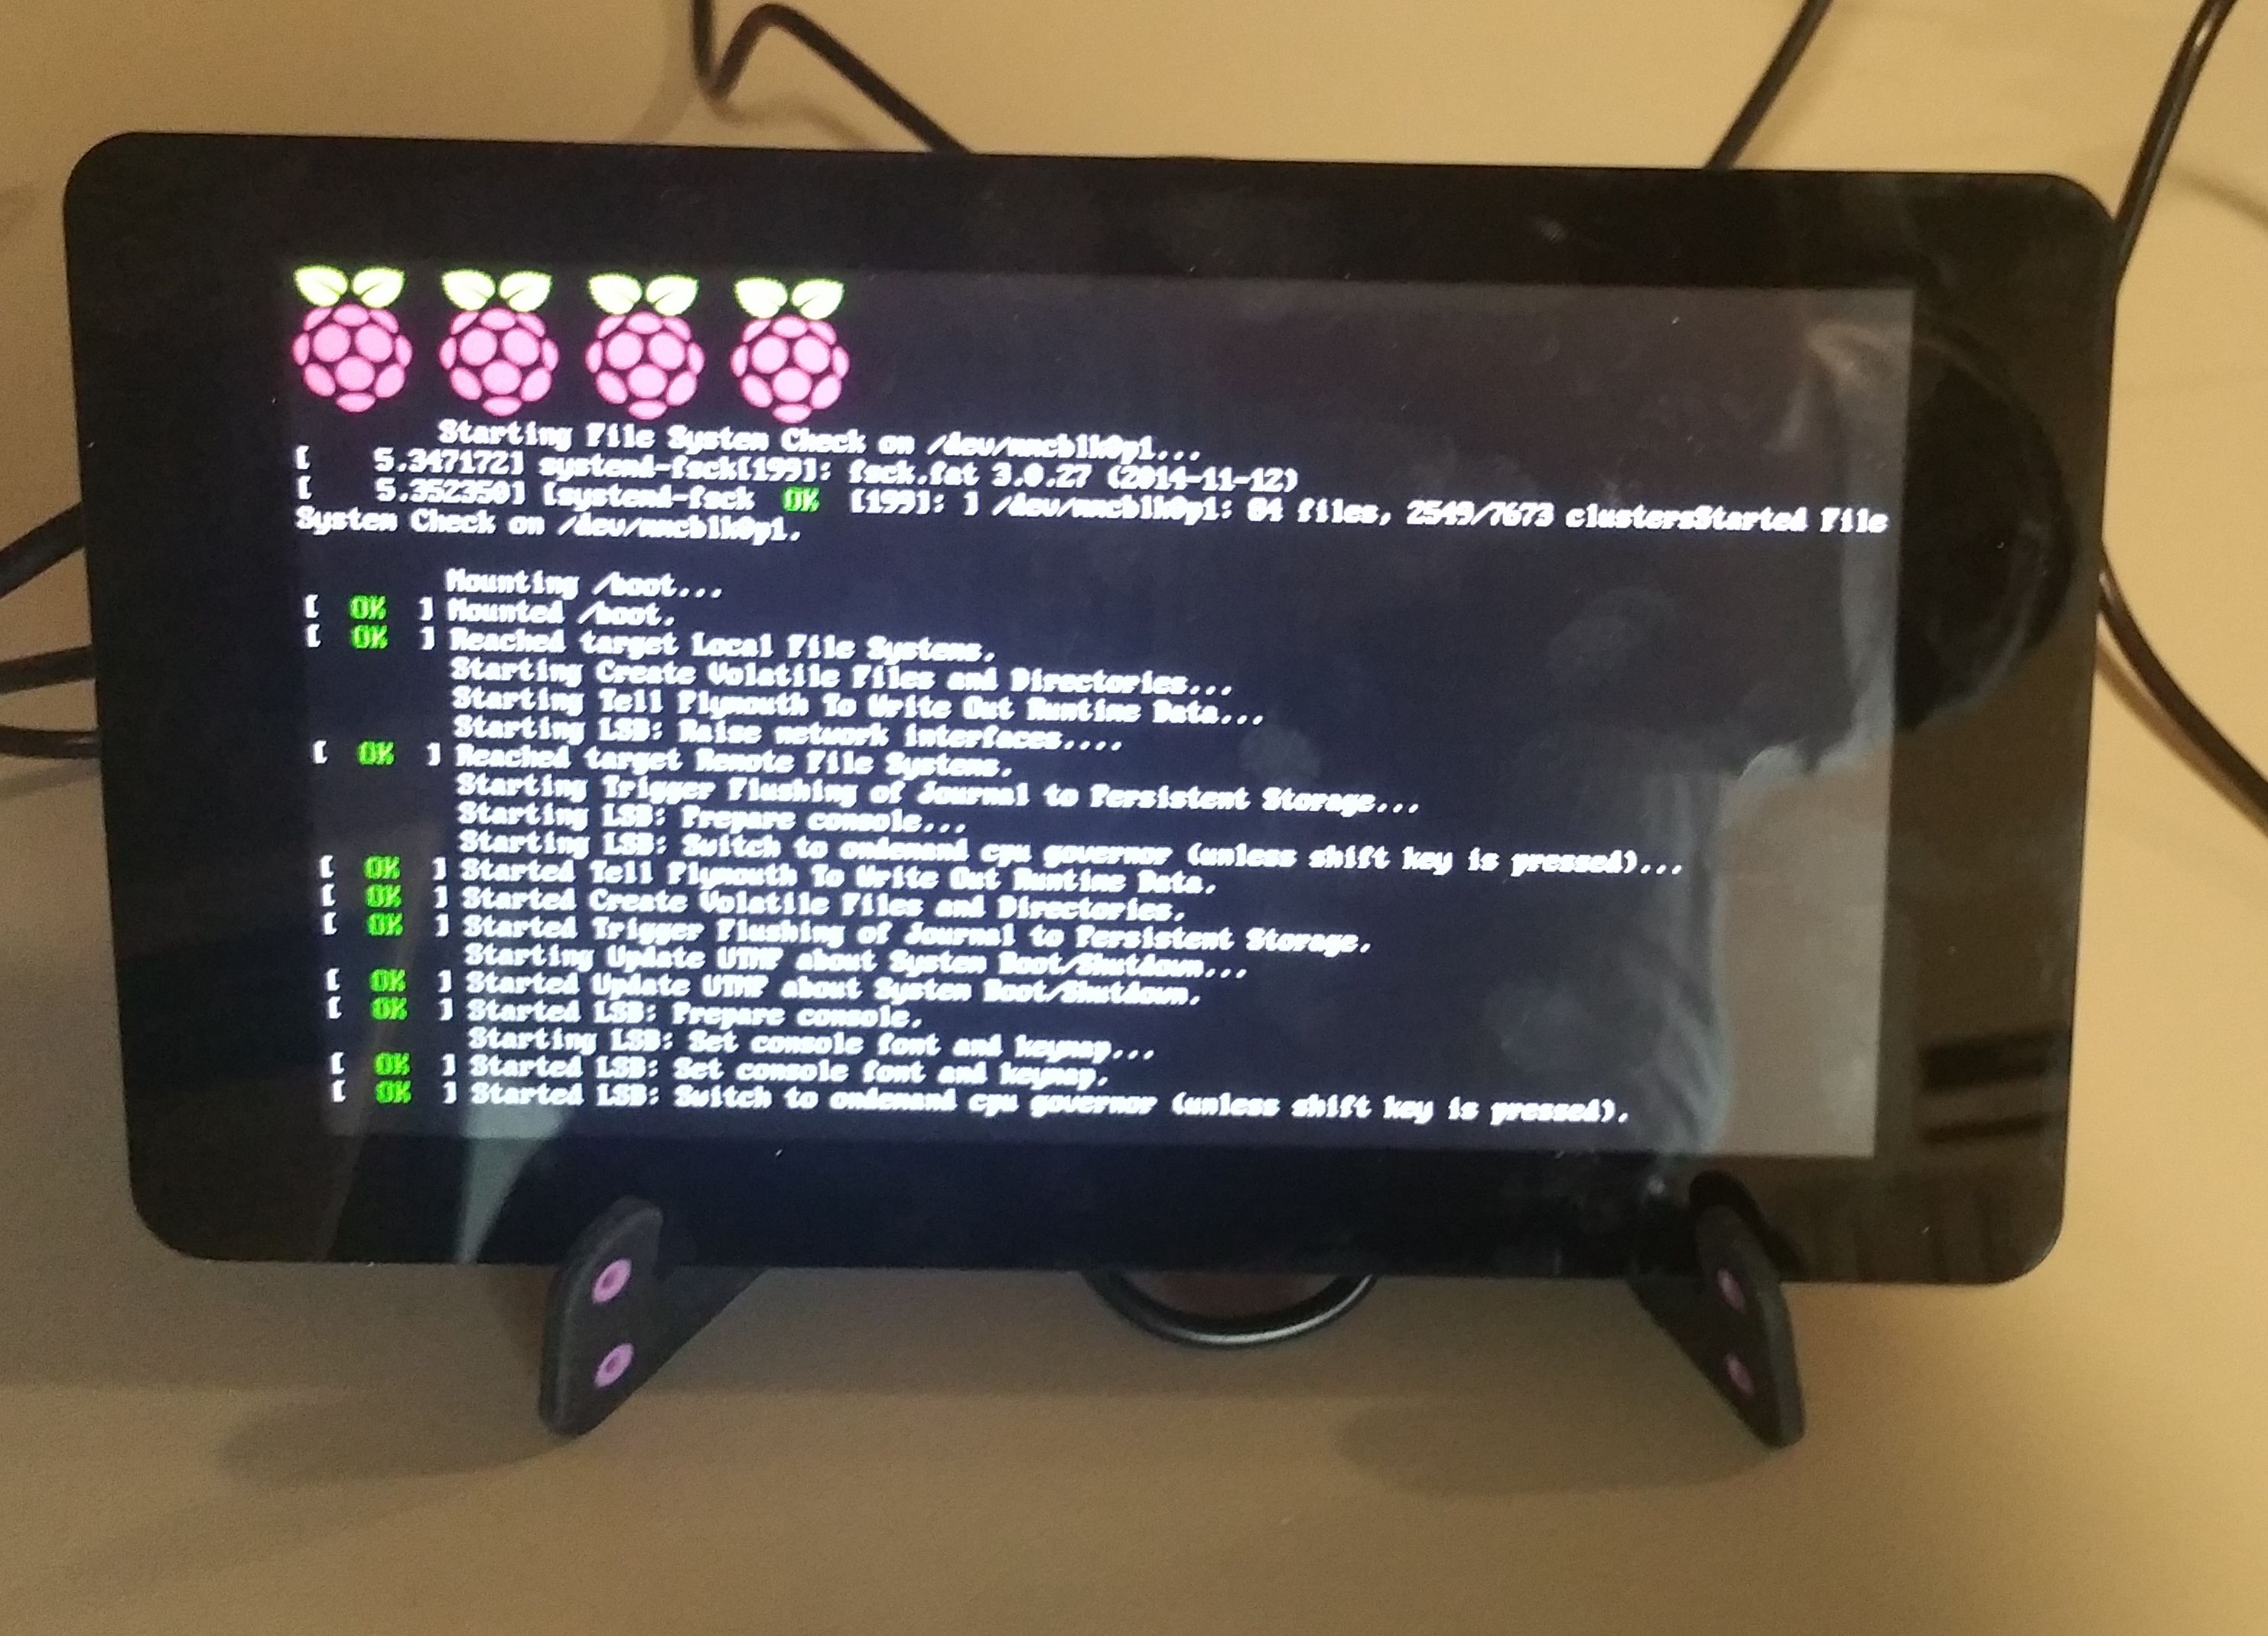 Starting File System Check on /dev/mmcblk0p1...
[    5.347172] systemd-fsck[199]: fsck.fat 3.0.27 (2014-11-12)
[    5.352350] [systemd-fsck  OK  [199]: ] /dev/mmcblk0p1: 84 files, 2549/7673 clustersStarted File
System Check on /dev/mmcblk0p1.
Mounting /boot...
[  OK  ] Mounted /boot.
[  OK  ] Reached target Local File Systems.
Starting Create Volatile Files and Directories...
Starting Tell Plymouth To Write Out Runtime Data...
Starting LSB: Raise network interfaces....
[  OK  ] Reached target Remote File Systems.
Starting Trigger Flushing of Journal to Persistent Storage...
Starting LSB: Prepare console...
Starting LSB: Switch to ondemand cpu governor (unless shift key is pressed)...
[  OK  ] Started Tell Plymouth To Write Out Runtime Data.
[  OK  ] Started Create Volatile Files and Directories.
[  OK  ] Started Trigger Flushing of Journal to Persistent Storage.
Starting Update UTMP about System Boot/Shutdown...
[  OK  ] Started Update UTMP about System Boot/Shutdown.
[  OK  ] Started LSB: Prepare console.
Starting LSB: Set console font and keymap...
[  OK  ] Started LSB: Set console font and keymap.
[  OK  ] Started LSB: Switch to ondemand cpu governor (unless shift key is pressed).